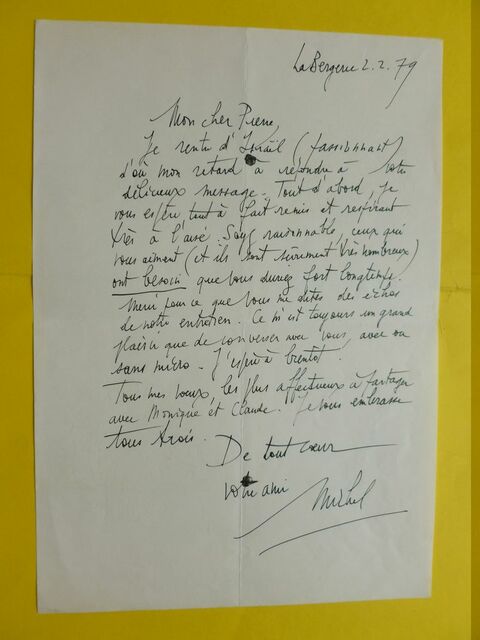 La Bergerie 2.2.79
Mon cher Pierre,
Je rentre d'Israël (passionnant)
d'où mon retard à répondre à votre
délicieux message. Tout d'abord, je
vous espère tout à fait remis et respirant
très à l'aise. Soyez raisonnable, ceux qui
vous aiment (et ils sont sûrement très nombreux)
ont besoin que vous duriez fort longtemps.
Merci pour ce que vous me dites des échos
de notre entretien. Ce m'est toujours un grand
plaisir que de converser avec vous, avec ou
sans micro. J'espère à bientôt.
Tous mes vœux les plus affectueux à partager
avec Monique et Claude. Je vous embrasse
tous trois.
De tout cœur
votre ami
Michel